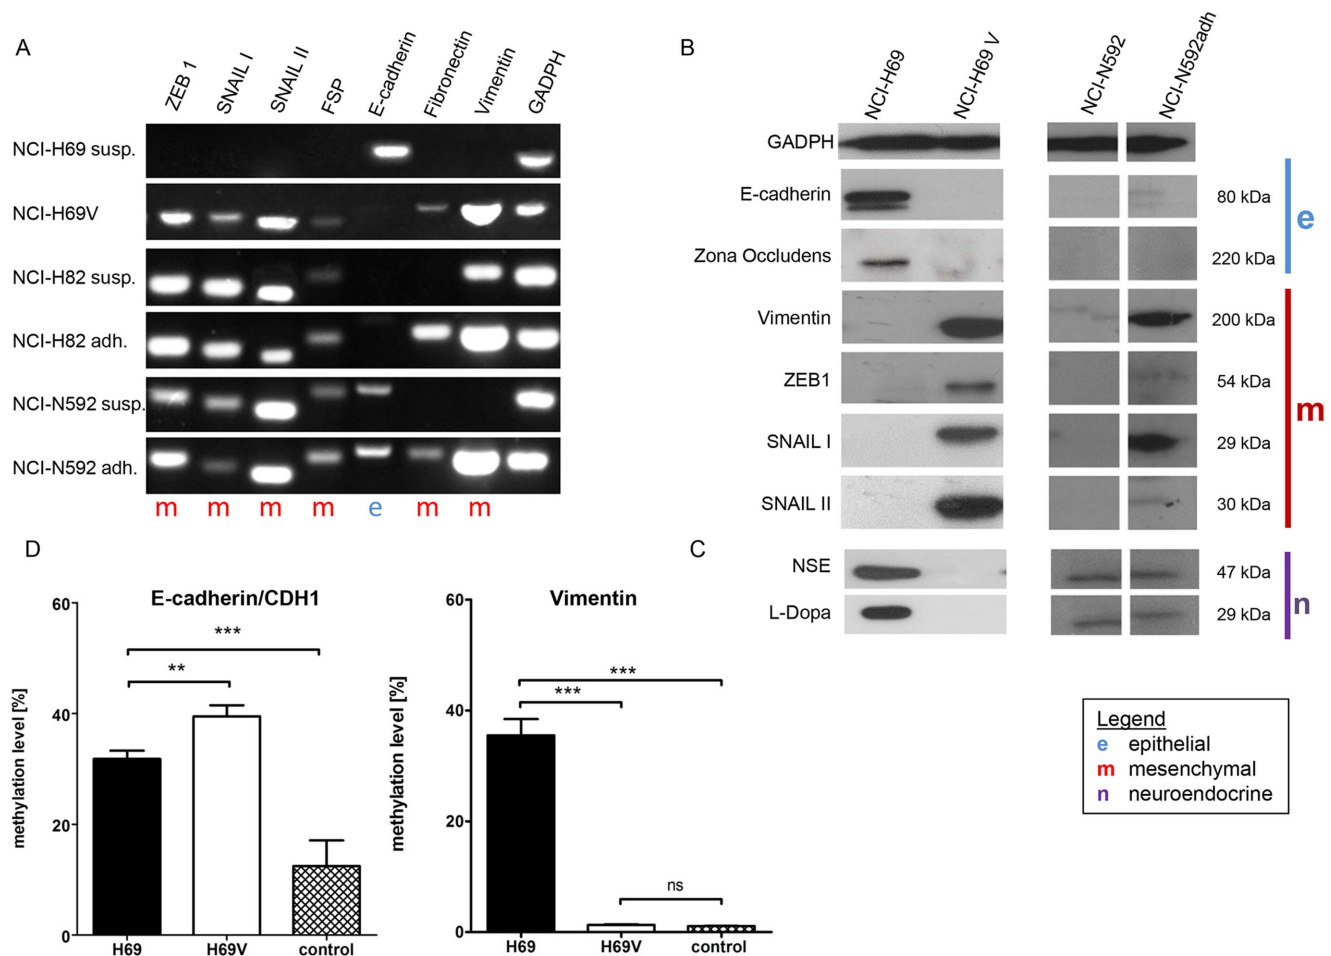 A
ZEB 1
SNAIL I
SNAIL II
FSP
E-cadherin
Fibronectin
Vimentin
GADPH
NCI-H69 susp.
NCI-H69V
NCI-H82 susp.
NCI-H82 adh.
NCI-N592 susp.
NCI-N592 adh.
m m m m e m m
B
NCI-H69
NCI-H69 V
NCI-N592
NCI-N592adh
GADPH
E-cadherin 80 kDa
Zona Occludens 220 kDa
e
Vimentin 200 kDa
ZEB1 54 kDa
SNAIL I 29 kDa
SNAIL II 30 kDa
m
C
NSE 47 kDa
L-Dopa 29 kDa
n
D
E-cadherin/CDH1
methylation level [%]
60
40
20
0
***
**
H69 H69V control
Vimentin
methylation level [%]
60
40
20
0
***
***
ns
H69 H69V control
Legend
e epithelial
m mesenchymal
n neuroendocrine